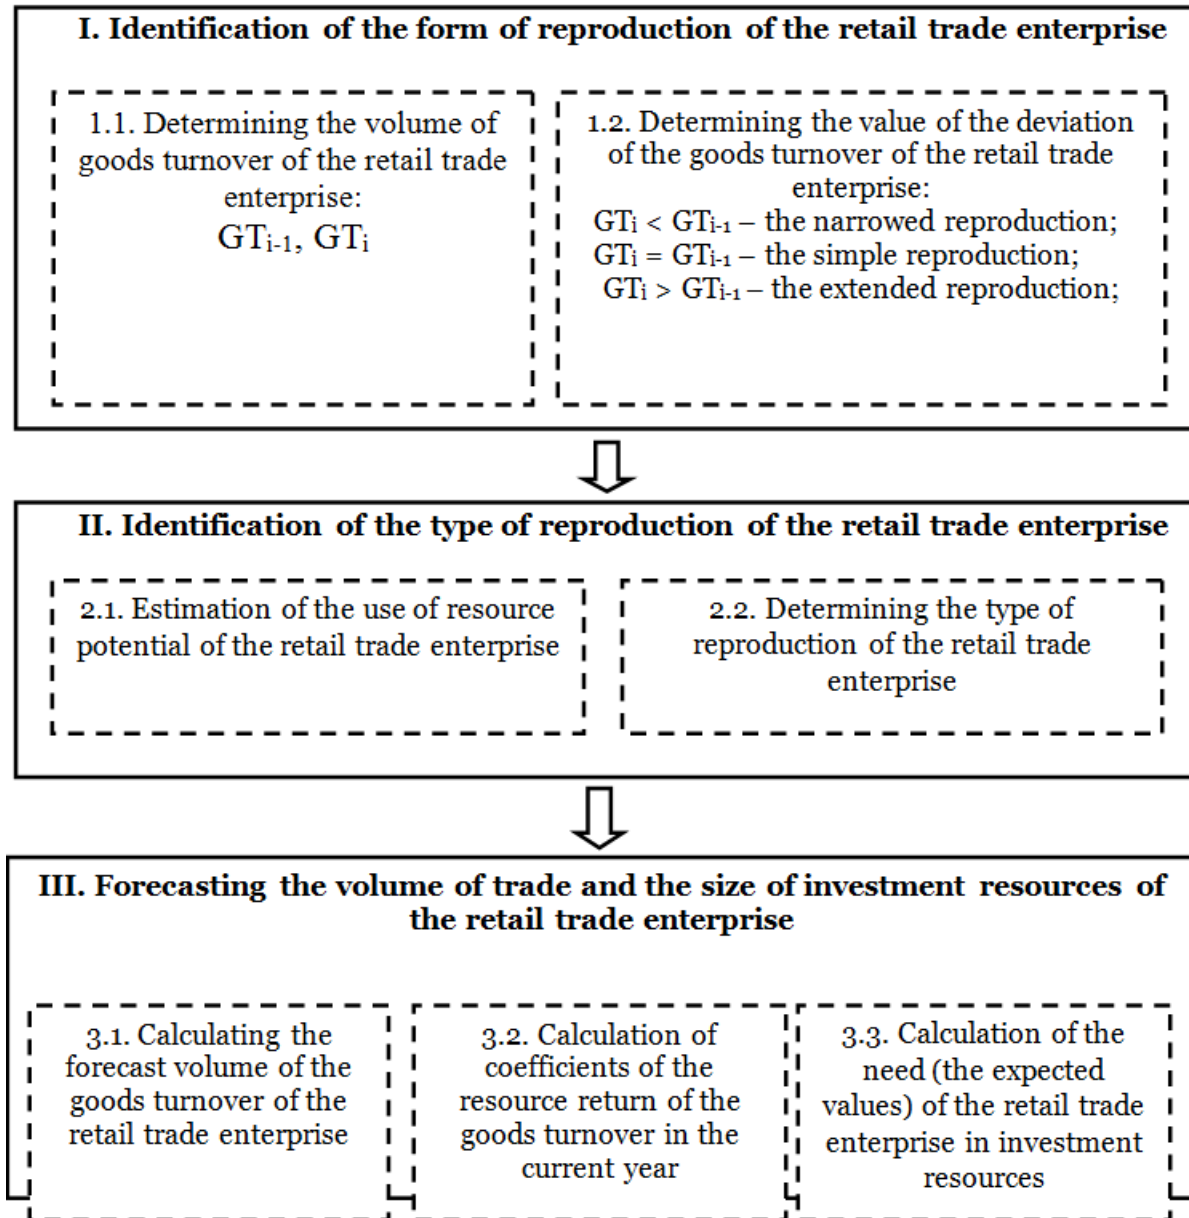 I. Identification of the form of reproduction of the retail trade enterprise
1.1. Determining the volume of
goods turnover of the retail trade
enterprise:
GTi-1, GTi
1.2. Determining the value of the deviation
of the goods turnover of the retail trade
enterprise:
GTi < GTi-1 – the narrowed reproduction;
GTi = GTi-1 – the simple reproduction;
GTi > GTi-1 – the extended reproduction;
II. Identification of the type of reproduction of the retail trade enterprise
2.1. Estimation of the use of resource
potential of the retail trade enterprise
2.2. Determining the type of
reproduction of the retail trade
enterprise
III. Forecasting the volume of trade and the size of investment resources of
the retail trade enterprise
3.1. Calculating the
forecast volume of the
goods turnover of the
retail trade enterprise
3.2. Calculation of
coefficients of the
resource return of the
goods turnover in the
current year
3.3. Calculation of the
need (the expected
values) of the retail trade
enterprise in investment
resources